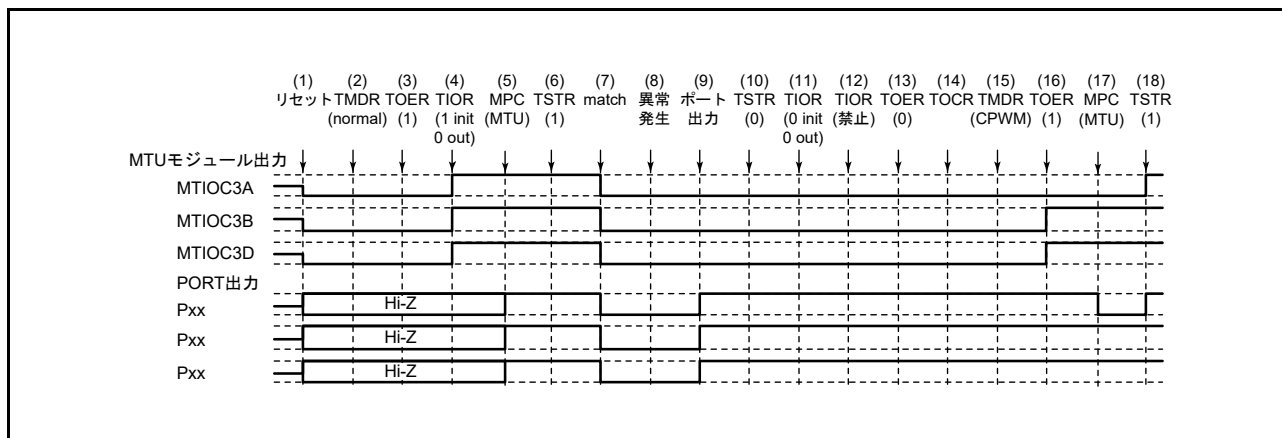 (1) (2) (3) (4) (5) (6) (7) (8) (9) (10) (11) (12) (13) (14) (15) (16) (17) (18)
リセット TMDR TOER TIOR MPC TSTR match 異常 ポート TSTR TIOR TIOR TOER TOCR TMDR TOER MPC TSTR
(normal) (1) (1 init (MTU) (1) 発生 出力 (0) (0 init (禁止) (0) (CPWM) (1) (MTU) (1)
0 out) 0 out)
MTUモジュール出力
MTIOC3A
MTIOC3B
MTIOC3D
PORT出力
Pxx Hi-Z
Pxx Hi-Z
Pxx Hi-Z